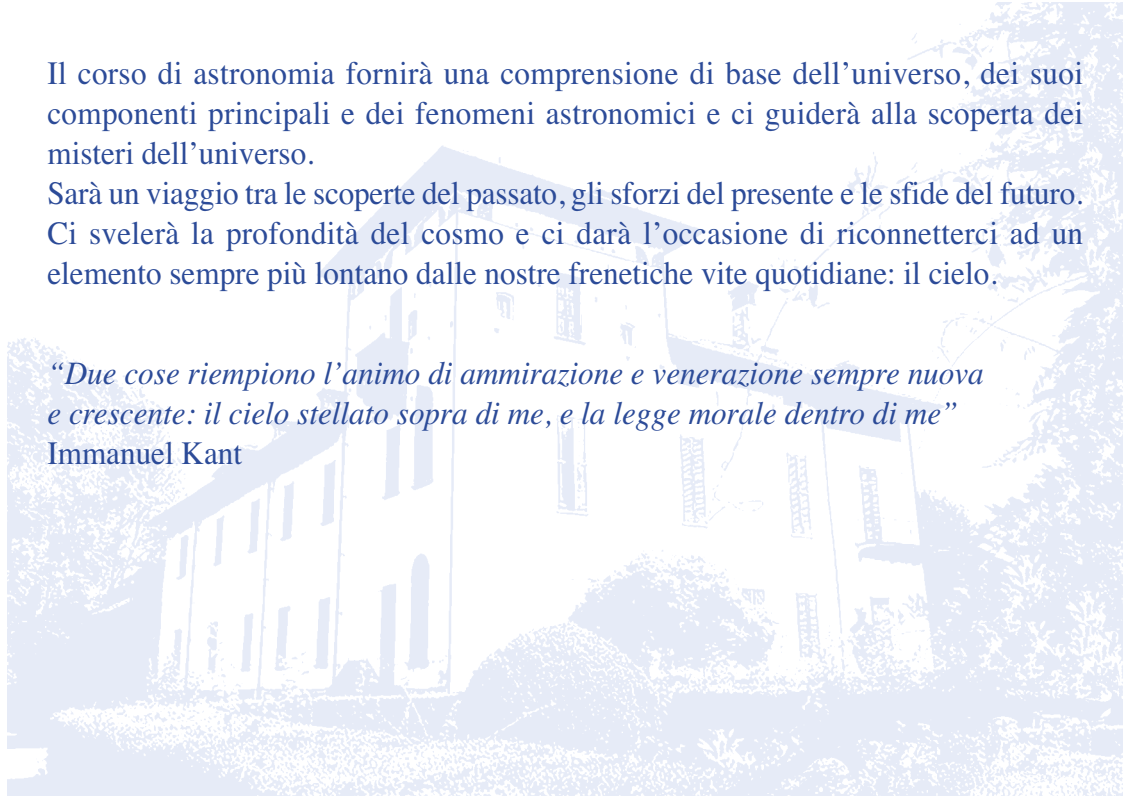 Il corso di astronomia fornirà una comprensione di base dell’universo, dei suoi
componenti principali e dei fenomeni astronomici e ci guiderà alla scoperta dei
misteri dell’universo.
Sarà un viaggio tra le scoperte del passato, gli sforzi del presente e le sfide del futuro.
Ci svelerà la profondità del cosmo e ci darà l’occasione di riconnetterci ad un
elemento sempre più lontano dalle nostre frenetiche vite quotidiane: il cielo.
“Due cose riempiono l’animo di ammirazione e venerazione sempre nuova
e crescente: il cielo stellato sopra di me, e la legge morale dentro di me”
Immanuel Kant